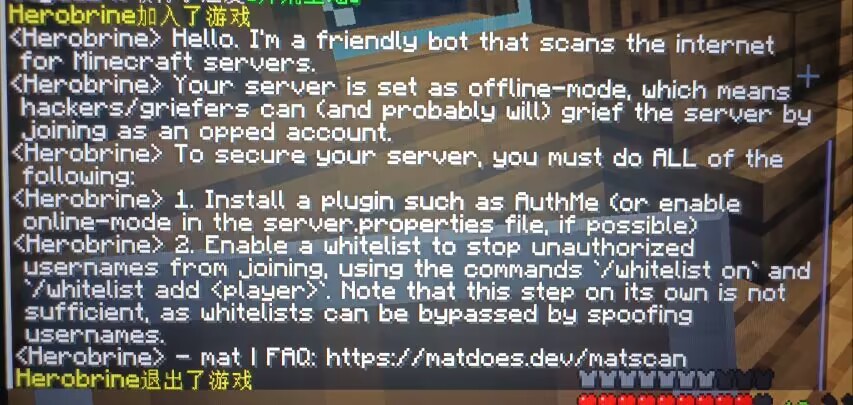 Herobrine加入了游戏
<Herobrine> Hello. I'm a friendly bot that scans the internet
for Minecraft servers.
<Herobrine> Your server is set as offline-mode, which means
hackers/griefers can (and probably will) grief the server by
joining as an opped account.
<Herobrine> To secure your server, you must do ALL of the
following:
<Herobrine> 1. Install a plugin such as AuthMe (or enable
online-mode in the server.properties file, if possible)
<Herobrine> 2. Enable a whitelist to stop unauthorized
usernames from joining, using the commands `/whitelist on` and
`/whitelist add <player>`. Note that this step on its own is not
sufficient, as whitelists can be bypassed by spoofing
usernames.
<Herobrine> - mat | FAQ: https://matdoes.dev/matscan
Herobrine退出了游戏